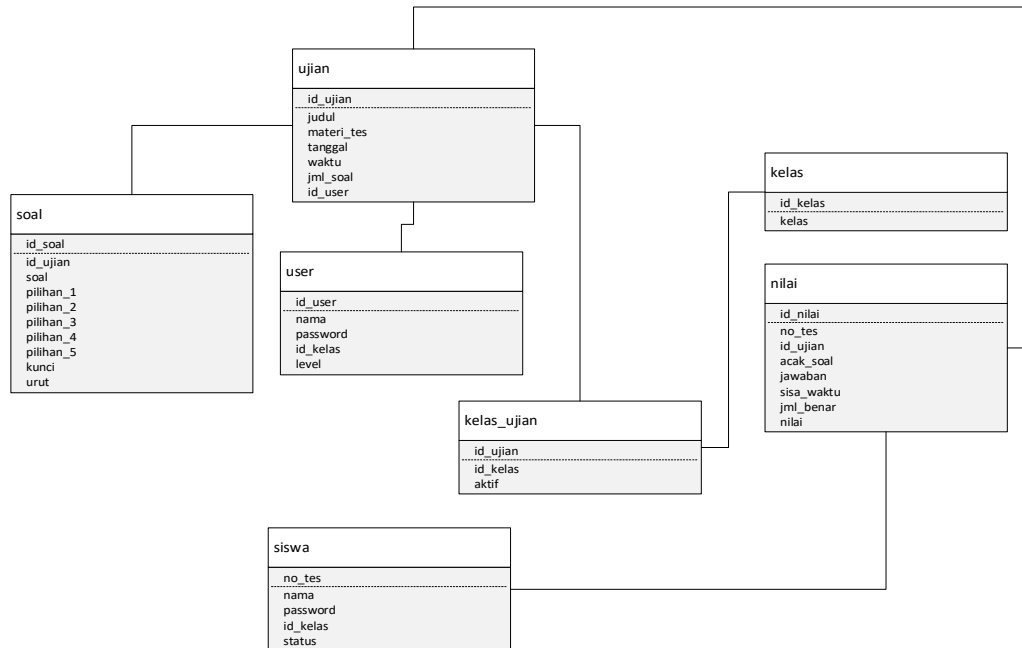 ujian
id_ujian
judul
materi_tes
tanggal
waktu
jml_soal
id_user
soal
id_soal
id_ujian
soal
pilihan_1
pilihan_2
pilihan_3
pilihan_4
pilihan_5
kunci
urut
user
id_user
nama
password
id_kelas
level
kelas
id_kelas
kelas
nilai
id_nilai
no_tes
id_ujian
acak_soal
jawaban
sisa_waktu
jml_benar
nilai
kelas_ujian
id_ujian
id_kelas
aktif
siswa
no_tes
nama
password
id_kelas
status